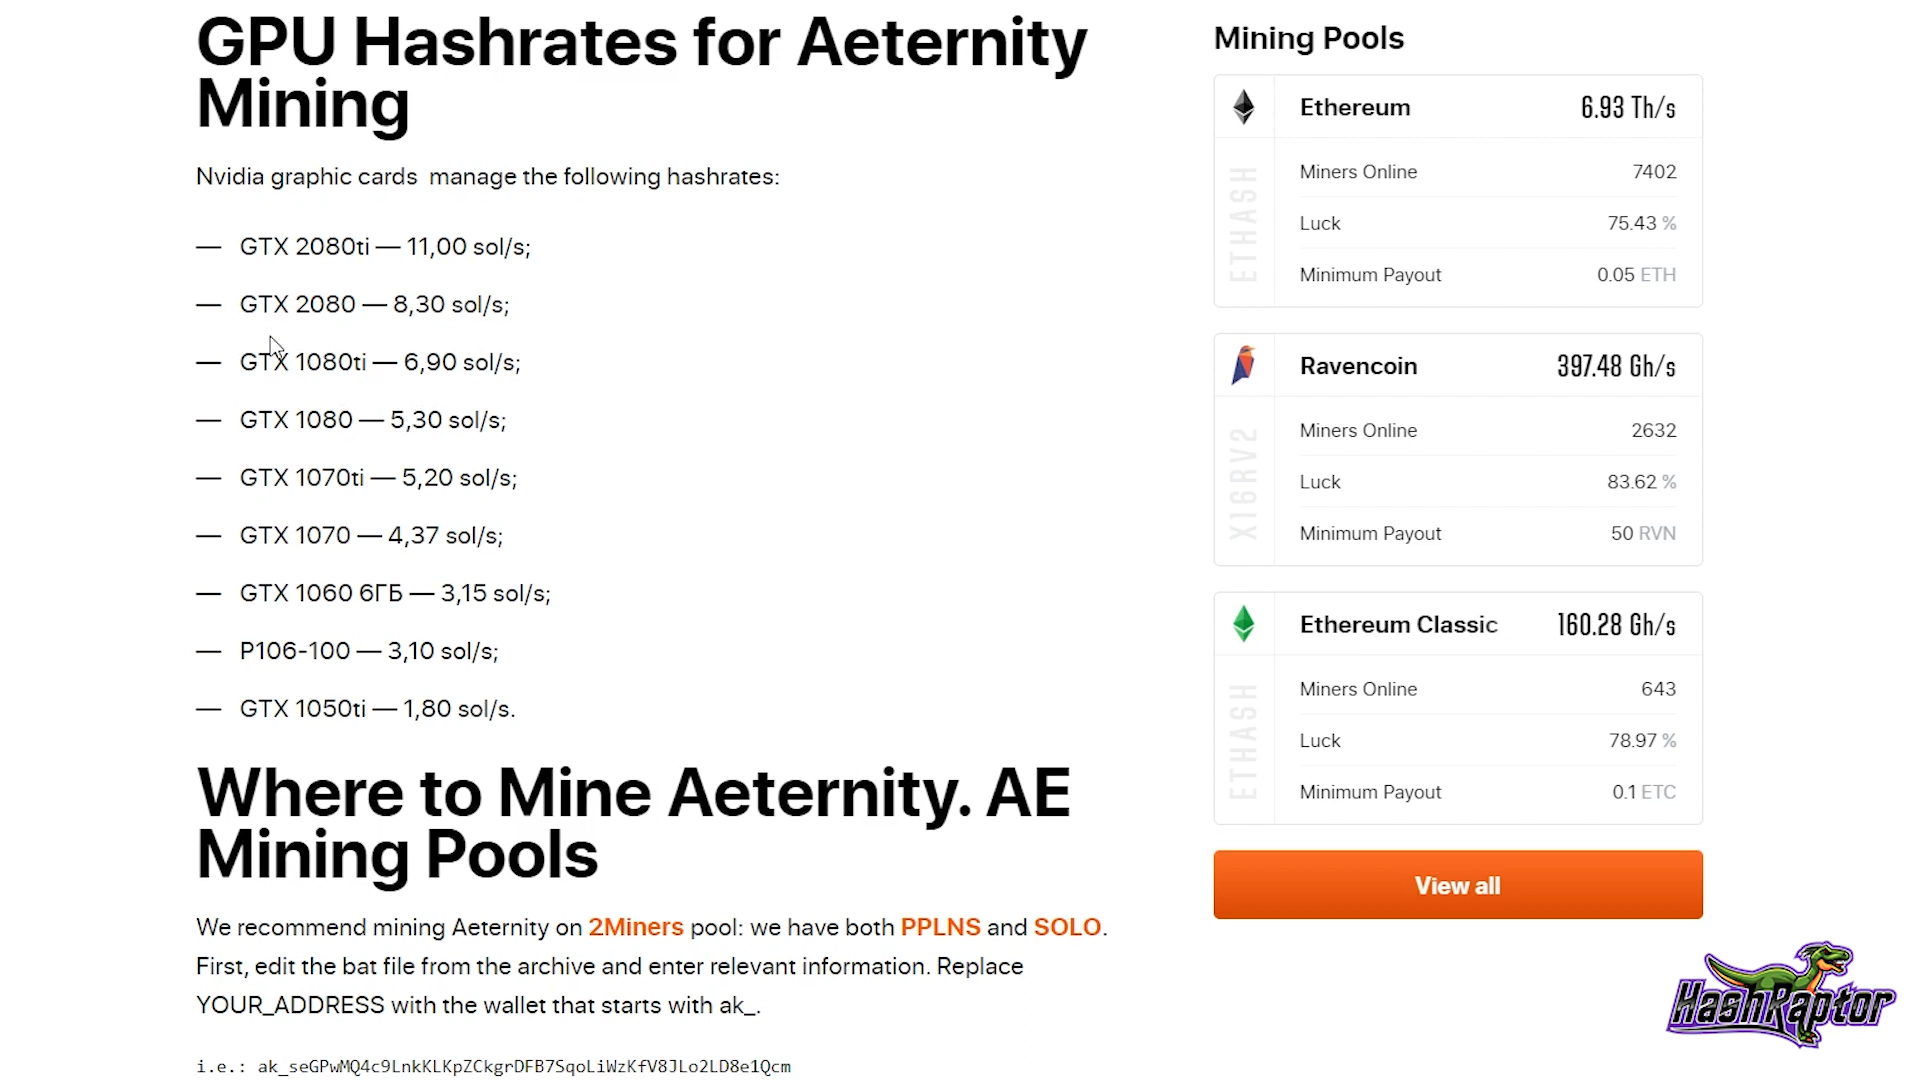 GPU Hashrates for Aeternity
Mining
Nvidia graphic cards manage the following hashrates:
— GTX 2080ti — 11,00 sol/s;
— GTX 2080 — 8,30 sol/s;
— GTX 1080ti — 6,90 sol/s;
— GTX 1080 — 5,30 sol/s;
— GTX 1070ti — 5,20 sol/s;
— GTX 1070 — 4,37 sol/s;
— GTX 1060 6ГБ — 3,15 sol/s;
— P106-100 — 3,10 sol/s;
— GTX 1050ti — 1,80 sol/s.
Where to Mine Aeternity. AE
Mining Pools
We recommend mining Aeternity on 2Miners pool: we have both PPLNS and SOLO.
First, edit the bat file from the archive and enter relevant information. Replace
YOUR_ADDRESS with the wallet that starts with ak_.
i.e.: ak_seGPwMQ4c9LnkKLKpZCkgrDFB7SqoLiWzKfV8JLo2LD8e1Qcm
Mining Pools
Ethereum 6.93 Th/s
ETHASH
Miners Online 7402
Luck 75.43 %
Minimum Payout 0.05 ETH
Ravencoin 397.48 Gh/s
X16RV2
Miners Online 2632
Luck 83.62 %
Minimum Payout 50 RVN
Ethereum Classic 160.28 Gh/s
ETHASH
Miners Online 643
Luck 78.97 %
Minimum Payout 0.1 ETC
View all
HashRaptor